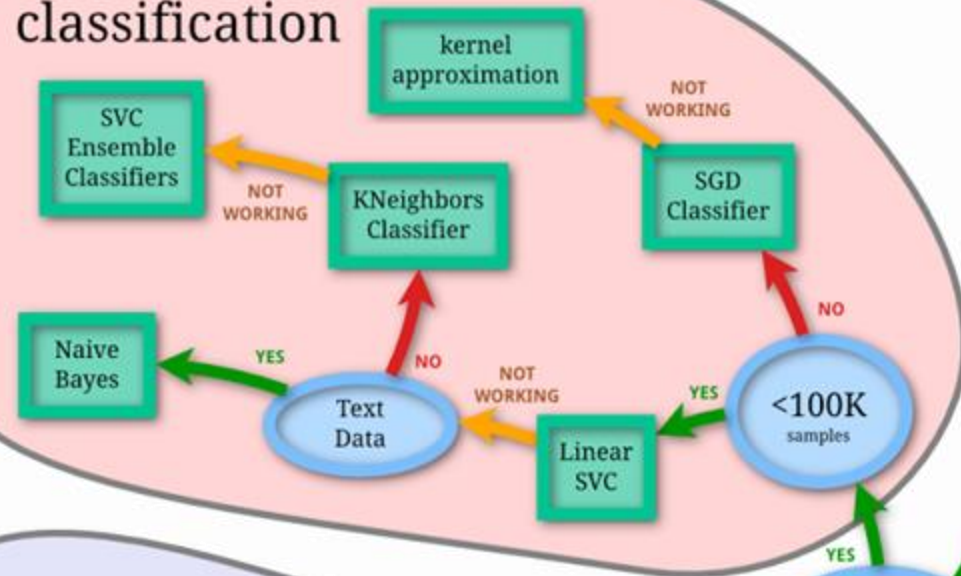 classification
kernel
approximation
NOT
WORKING
SVC
Ensemble
Classifiers
NOT
WORKING
KNeighbors
Classifier
SGD
Classifier
NO
Naive
Bayes
YES
NO
Text
Data
NOT
WORKING
YES
<100K
samples
Linear
SVC
YES